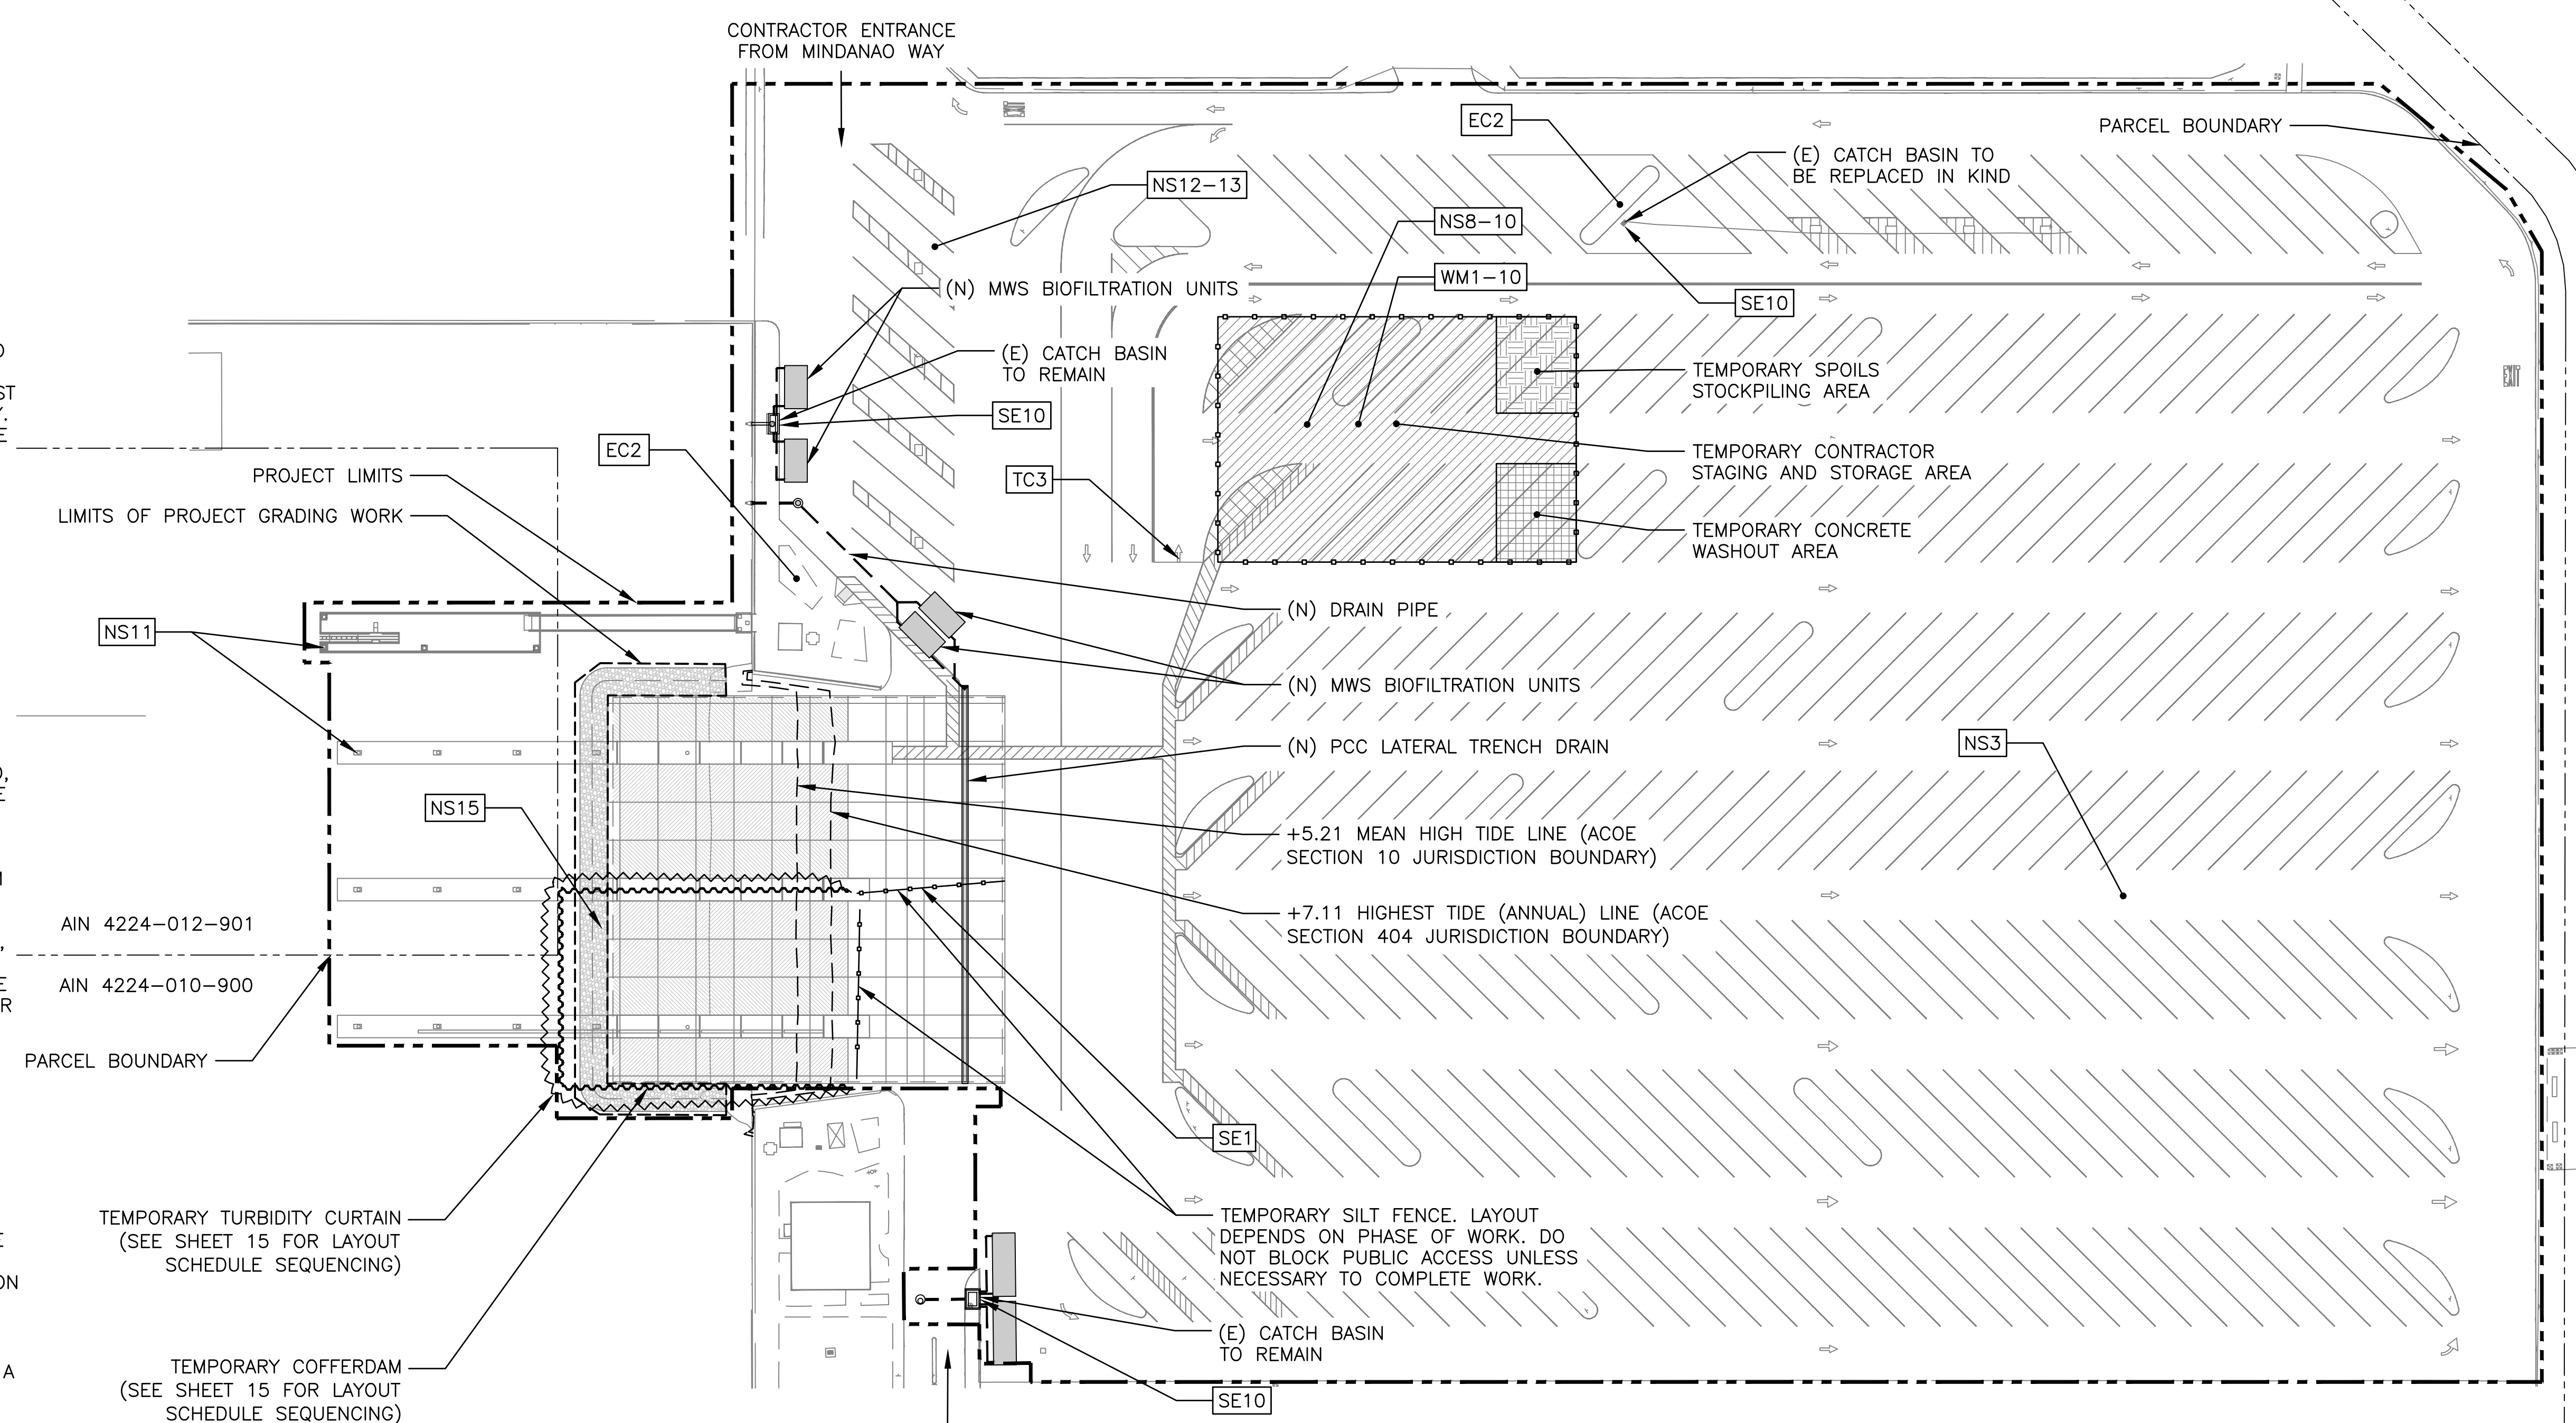 CONTRACTOR ENTRANCE
FROM MINDANAO WAY
EC2
PARCEL BOUNDARY
(E) CATCH BASIN TO
BE REPLACED IN KIND
NS12-13
NS8-10
WM1-10
(N) MWS BIOFILTRATION UNITS
SE10
(E) CATCH BASIN
TO REMAIN
TEMPORARY SPOILS
STOCKPILING AREA
EXIT
SE10
EC2
TEMPORARY CONTRACTOR
STAGING AND STORAGE AREA
PROJECT LIMITS
TC3
LIMITS OF PROJECT GRADING WORK
TEMPORARY CONCRETE
WASHOUT AREA
(N) DRAIN PIPE
NS11
(N) MWS BIOFILTRATION UNITS
(N) PCC LATERAL TRENCH DRAIN
NS3
NS15
+5.21 MEAN HIGH TIDE LINE (ACOE
SECTION 10 JURISDICTION BOUNDARY)
AIN 4224-012-901
+7.11 HIGHEST TIDE (ANNUAL) LINE (ACOE
SECTION 404 JURISDICTION BOUNDARY)
AIN 4224-010-900
PARCEL BOUNDARY
SE1
TEMPORARY TURBIDITY CURTAIN
(SEE SHEET 15 FOR LAYOUT
SCHEDULE SEQUENCING)
TEMPORARY SILT FENCE. LAYOUT
DEPENDS ON PHASE OF WORK. DO
NOT BLOCK PUBLIC ACCESS UNLESS
NECESSARY TO COMPLETE WORK.
(E) CATCH BASIN
TO REMAIN
TEMPORARY COFFERDAM
(SEE SHEET 15 FOR LAYOUT
SCHEDULE SEQUENCING)
SE10